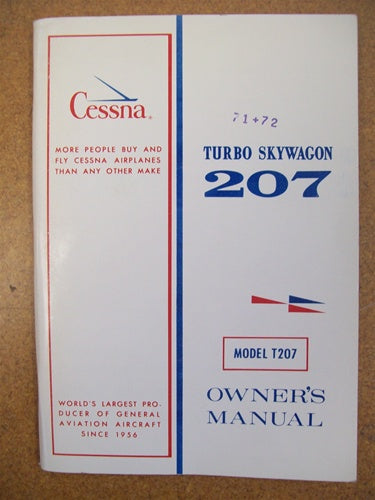 Cessna®
MORE PEOPLE BUY AND
FLY CESSNA AIRPLANES
THAN ANY OTHER MAKE
WORLD'S LARGEST PRO-
DUCER OF GENERAL
AVIATION AIRCRAFT
SINCE 1956
71+72
TURBO SKYWAGON
207
MODEL T207
OWNER'S
MANUAL